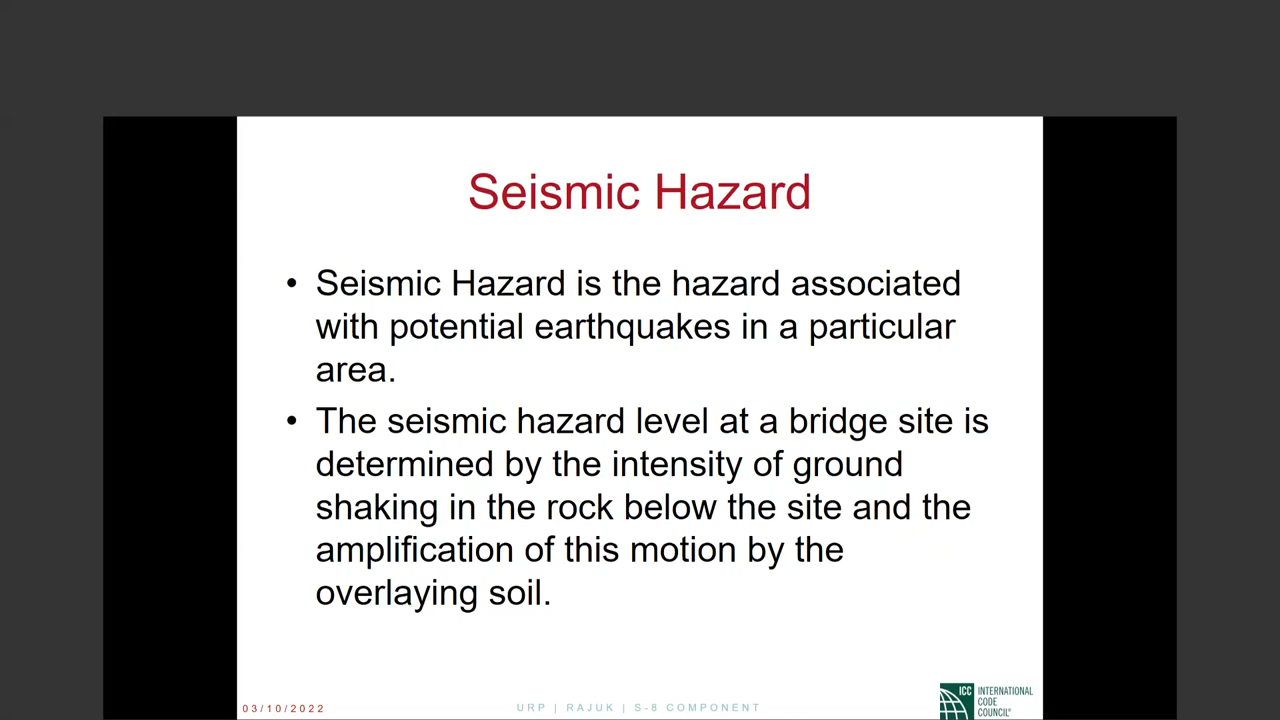 Seismic Hazard
• Seismic Hazard is the hazard associated
with potential earthquakes in a particular
area.
• The seismic hazard level at a bridge site is
determined by the intensity of ground
shaking in the rock below the site and the
amplification of this motion by the
overlaying soil.
03/10/2022
URP | RAJUK | S-8 COMPONENT
ICC
INTERNATIONAL
CODE
COUNCIL®